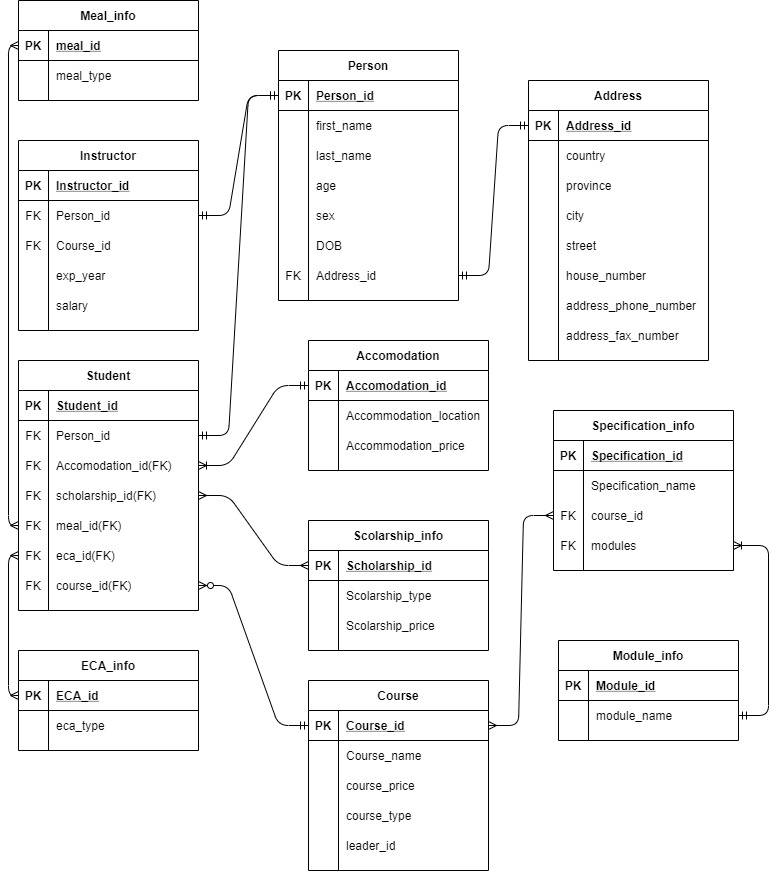 Meal_info
PK meal_id
meal_type
Instructor
PK Instructor_id
FK Person_id
FK Course_id
exp_year
salary
Student
PK Student_id
FK Person_id
FK Accomodation_id(FK)
FK scholarship_id(FK)
FK meal_id(FK)
FK eca_id(FK)
FK course_id(FK)
ECA_info
PK ECA_id
eca_type
Person
PK Person_id
first_name
last_name
age
sex
DOB
FK Address_id
Accomodation
PK Accomodation_id
Accommodation_location
Accommodation_price
Scolarship_info
PK Scholarship_id
Scolarship_type
Scolarship_price
Course
PK Course_id
Course_name
course_price
course_type
leader_id
Address
PK Address_id
country
province
city
street
house_number
address_phone_number
address_fax_number
Specification_info
PK Specification_id
Specification_name
FK course_id
FK modules
Module_info
PK Module_id
module_name